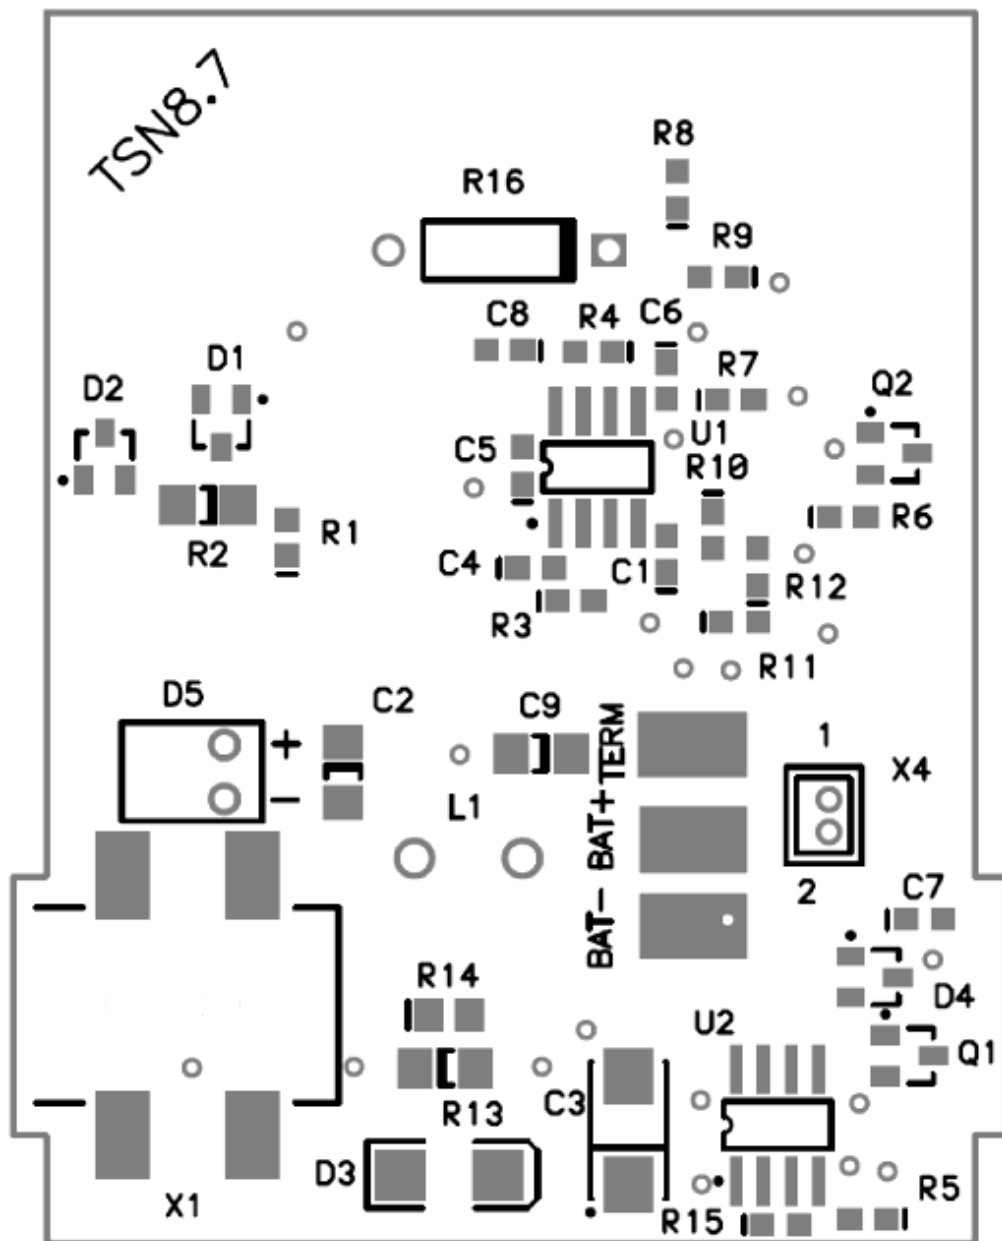 TSN8.7
R8
R16
R9
C8
R4
C6
D1
D2
R7
Q2
C5
U1
R10
R1
R2
R6
C4
C1
R12
R3
R11
D5
C2
C9
TERM
+
−
L1
BAT+
1
X4
2
C7
BAT−
R14
D4
U2
Q1
R13
C3
D3
X1
R15
R5